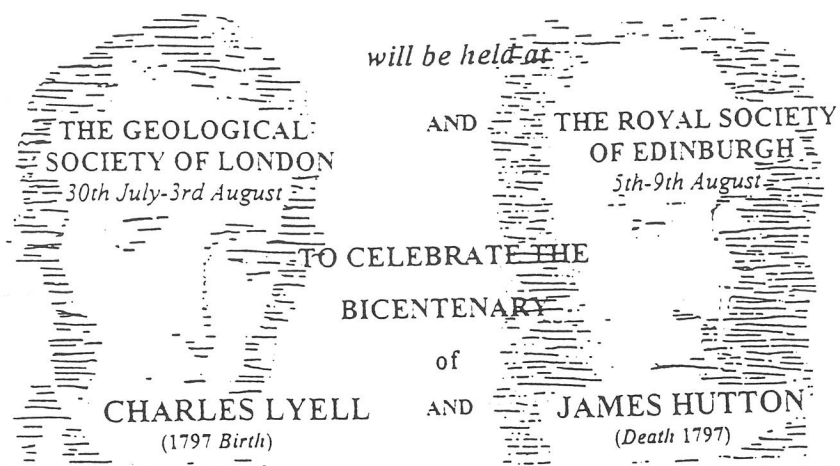 will be held at
THE GEOLOGICAL
SOCIETY OF LONDON
30th July-3rd August
AND
THE ROYAL SOCIETY
OF EDINBURGH
5th-9th August
TO CELEBRATE THE
BICENTENARY
of
CHARLES LYELL
(1797 Birth)
AND
JAMES HUTTON
(Death 1797)